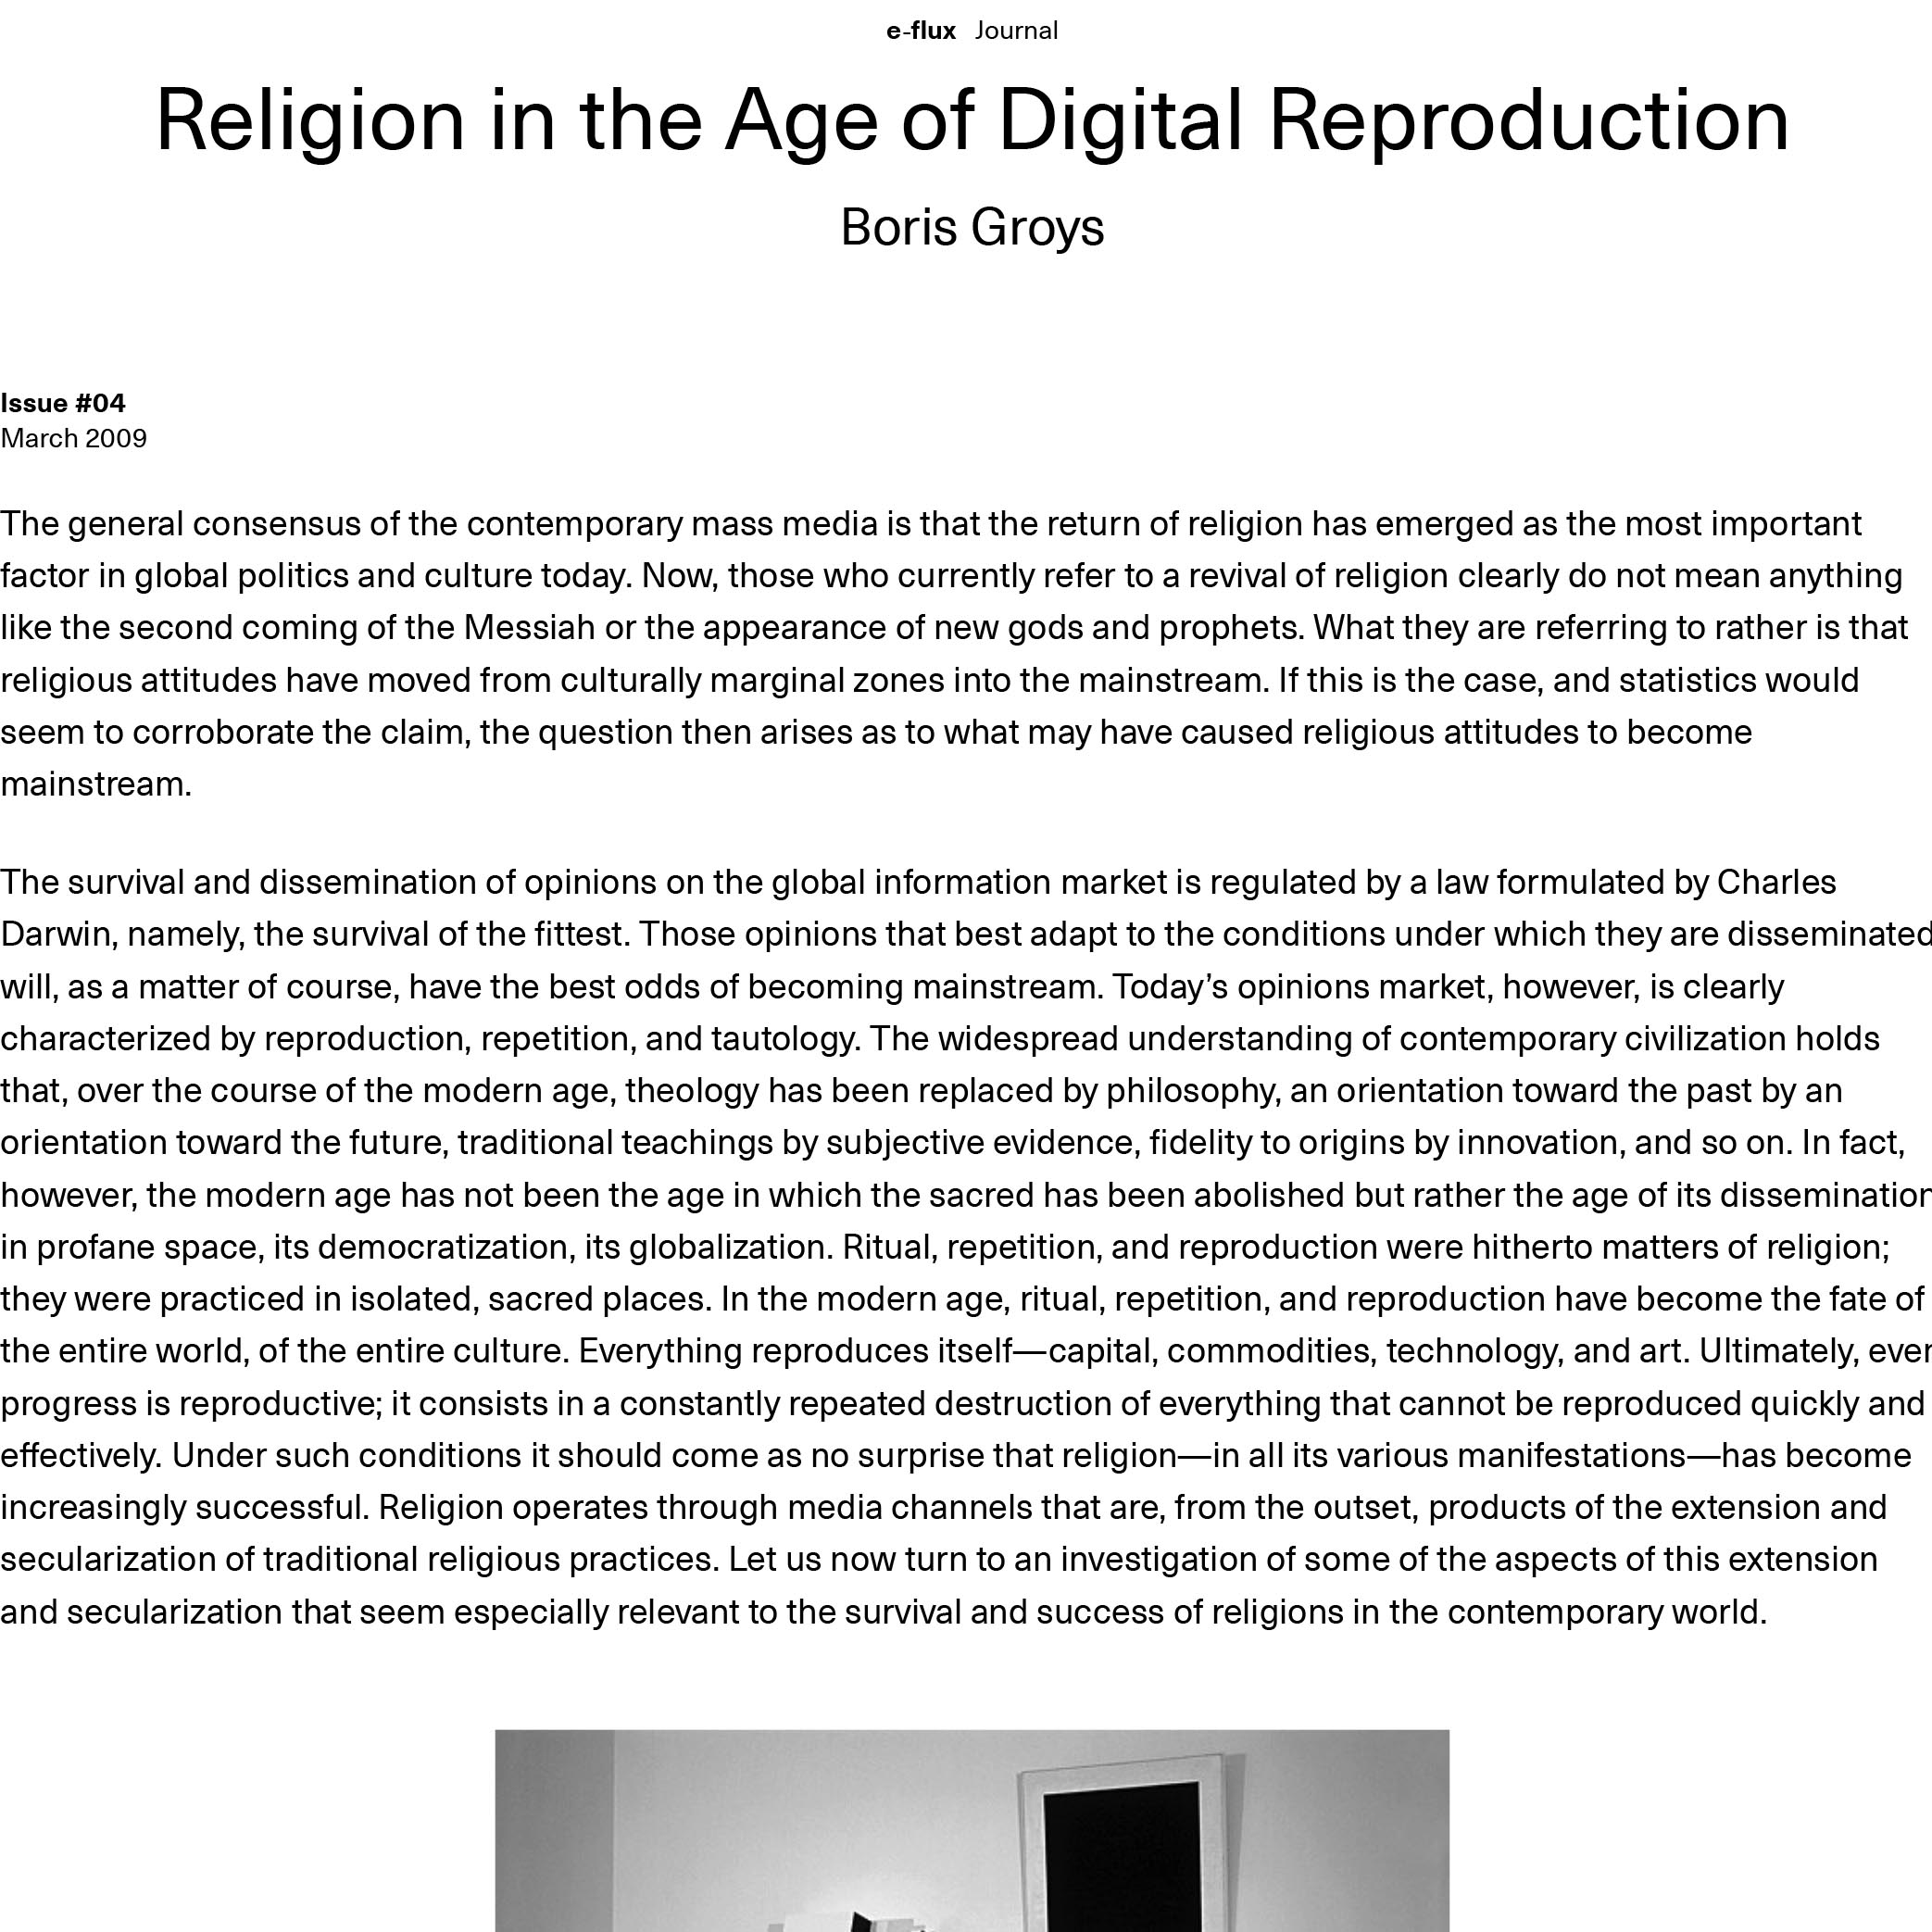 e-flux Journal
Religion in the Age of Digital Reproduction
Boris Groys
Issue #04
March 2009
The general consensus of the contemporary mass media is that the return of religion has emerged as the most important
factor in global politics and culture today. Now, those who currently refer to a revival of religion clearly do not mean anything
like the second coming of the Messiah or the appearance of new gods and prophets. What they are referring to rather is that
religious attitudes have moved from culturally marginal zones into the mainstream. If this is the case, and statistics would
seem to corroborate the claim, the question then arises as to what may have caused religious attitudes to become
mainstream.
The survival and dissemination of opinions on the global information market is regulated by a law formulated by Charles
Darwin, namely, the survival of the fittest. Those opinions that best adapt to the conditions under which they are disseminated
will, as a matter of course, have the best odds of becoming mainstream. Today’s opinions market, however, is clearly
characterized by reproduction, repetition, and tautology. The widespread understanding of contemporary civilization holds
that, over the course of the modern age, theology has been replaced by philosophy, an orientation toward the past by an
orientation toward the future, traditional teachings by subjective evidence, fidelity to origins by innovation, and so on. In fact,
however, the modern age has not been the age in which the sacred has been abolished but rather the age of its dissemination
in profane space, its democratization, its globalization. Ritual, repetition, and reproduction were hitherto matters of religion;
they were practiced in isolated, sacred places. In the modern age, ritual, repetition, and reproduction have become the fate of
the entire world, of the entire culture. Everything reproduces itself—capital, commodities, technology, and art. Ultimately, even
progress is reproductive; it consists in a constantly repeated destruction of everything that cannot be reproduced quickly and
effectively. Under such conditions it should come as no surprise that religion—in all its various manifestations—has become
increasingly successful. Religion operates through media channels that are, from the outset, products of the extension and
secularization of traditional religious practices. Let us now turn to an investigation of some of the aspects of this extension
and secularization that seem especially relevant to the survival and success of religions in the contemporary world.